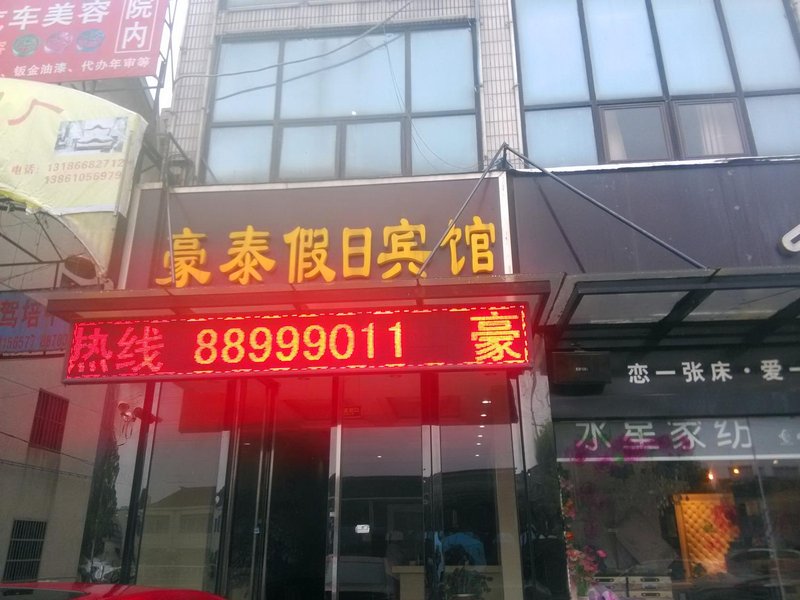 车美容
院内
钣金油漆、代办年审等
厂
电话:13186682712
13861056979
豪泰假日宾馆
热线 88999011 豪
恋一张床·爱一
水星家纺